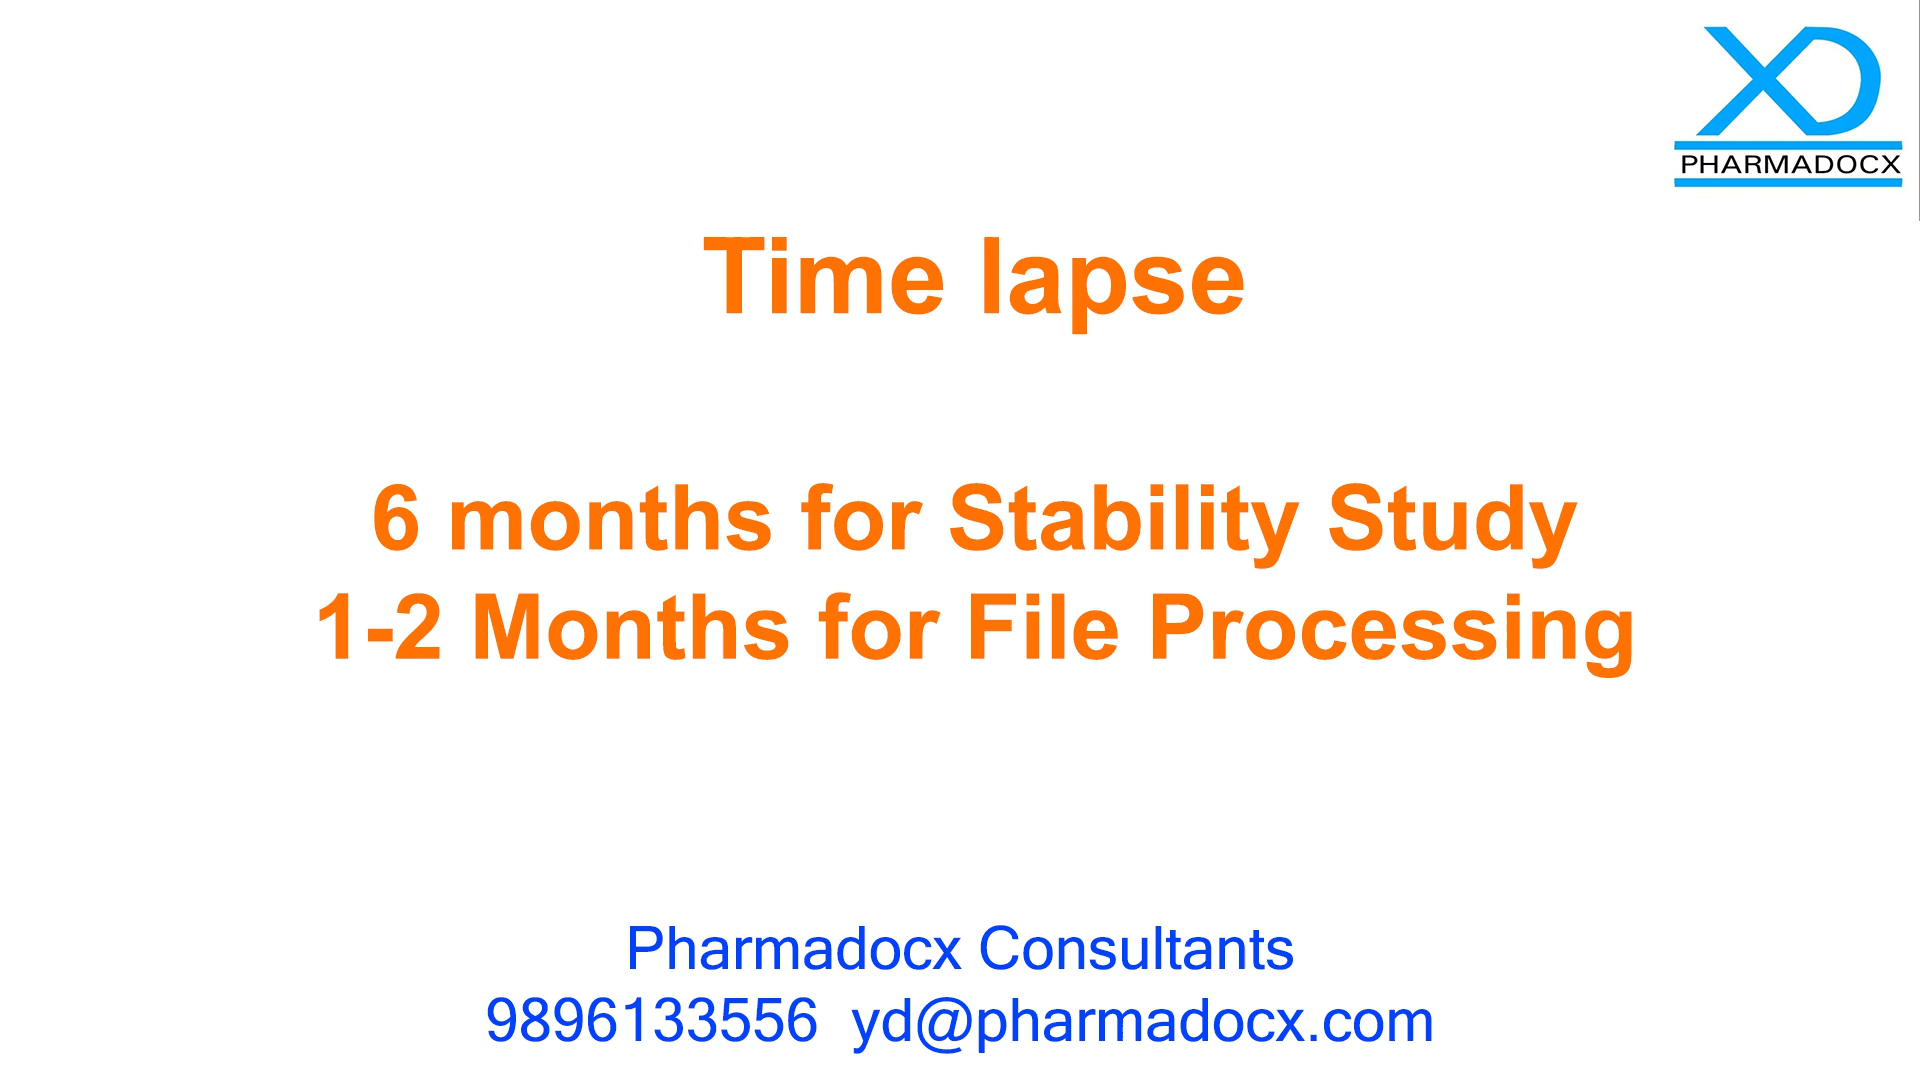 XD
PHARMADOCX
Time lapse
6 months for Stability Study
1-2 Months for File Processing
Pharmadocx Consultants
9896133556 yd@pharmadocx.com